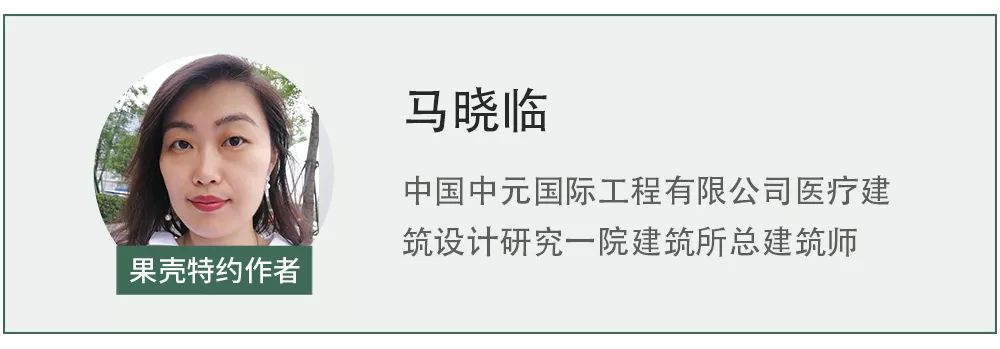 马晓临
中国中元国际工程有限公司医疗建
筑设计研究一院建筑所总建筑师
果壳特约作者